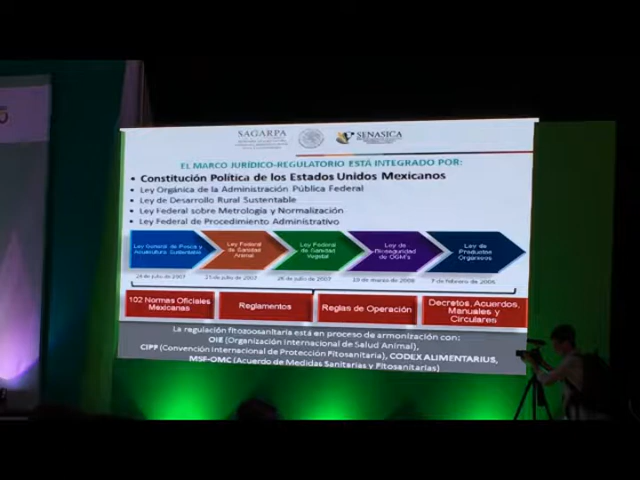 SAGARPA
SENASICA
EL MARCO JURÍDICO-REGULATORIO ESTÁ INTEGRADO POR:
• Constitución Política de los Estados Unidos Mexicanos
• Ley Orgánica de la Administración Pública Federal
• Ley de Desarrollo Rural Sustentable
• Ley Federal sobre Metrología y Normalización
• Ley Federal de Procedimiento Administrativo
Ley General de Pesca y
Acuacultura Sustentable
Ley Federal
de Sanidad
Animal
Ley Federal
de Sanidad
Vegetal
Ley de
Bioseguridad
de OGM's
Ley de
Productos
Orgánicos
de julio de 2007
de julio de 2007
de julio de 2007
de marzo de
7 de febrero de 2006
102 Normas Oficiales
Mexicanas
Reglamentos
Reglas de Operación
Decretos, Acuerdos,
Manuales y
Circulares
La regulación fitozoosanitaria está en proceso de armonización con:
OIE (Organización Internacional de Salud Animal),
CIPP (Convención Internacional de Protección Fitosanitaria), CODEX ALIMENTARIUS,
MSF-OMC (Acuerdo de Medidas Sanitarias y Fitosanitarias)